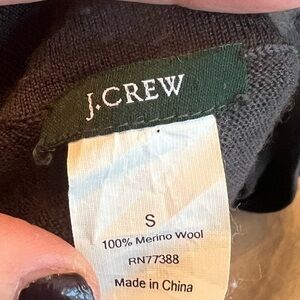 J.CREW
S
100% Merino Wool
RN77388
Made in China